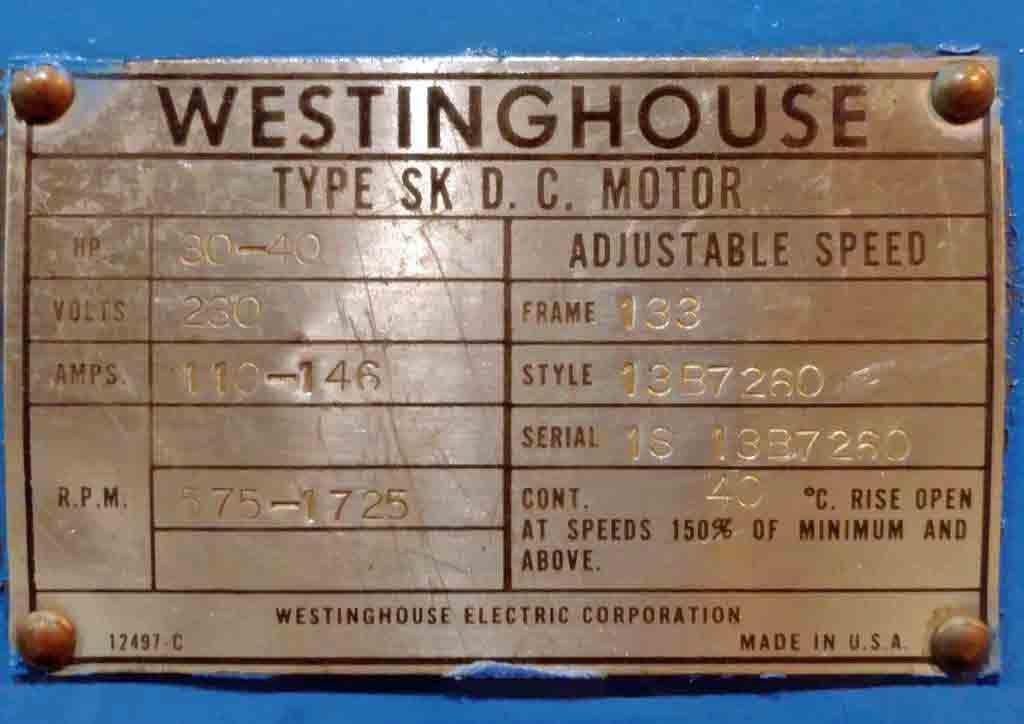 WESTINGHOUSE
TYPE SK D. C. MOTOR
HP. 30-40
ADJUSTABLE SPEED
VOLTS 230
FRAME 133
AMPS. 110-146
STYLE 13B7260
SERIAL 1S 13B7260
R.P.M. 575-1725
CONT. 40 °C. RISE OPEN
AT SPEEDS 150% OF MINIMUM AND
ABOVE.
WESTINGHOUSE ELECTRIC CORPORATION
12497-C
MADE IN U.S.A.